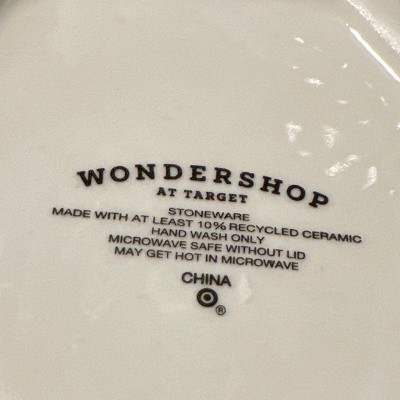 WONDERSHOP
AT TARGET
STONEWARE
MADE WITH AT LEAST 10% RECYCLED CERAMIC
HAND WASH ONLY
MICROWAVE SAFE WITHOUT LID
MAY GET HOT IN MICROWAVE
CHINA
®